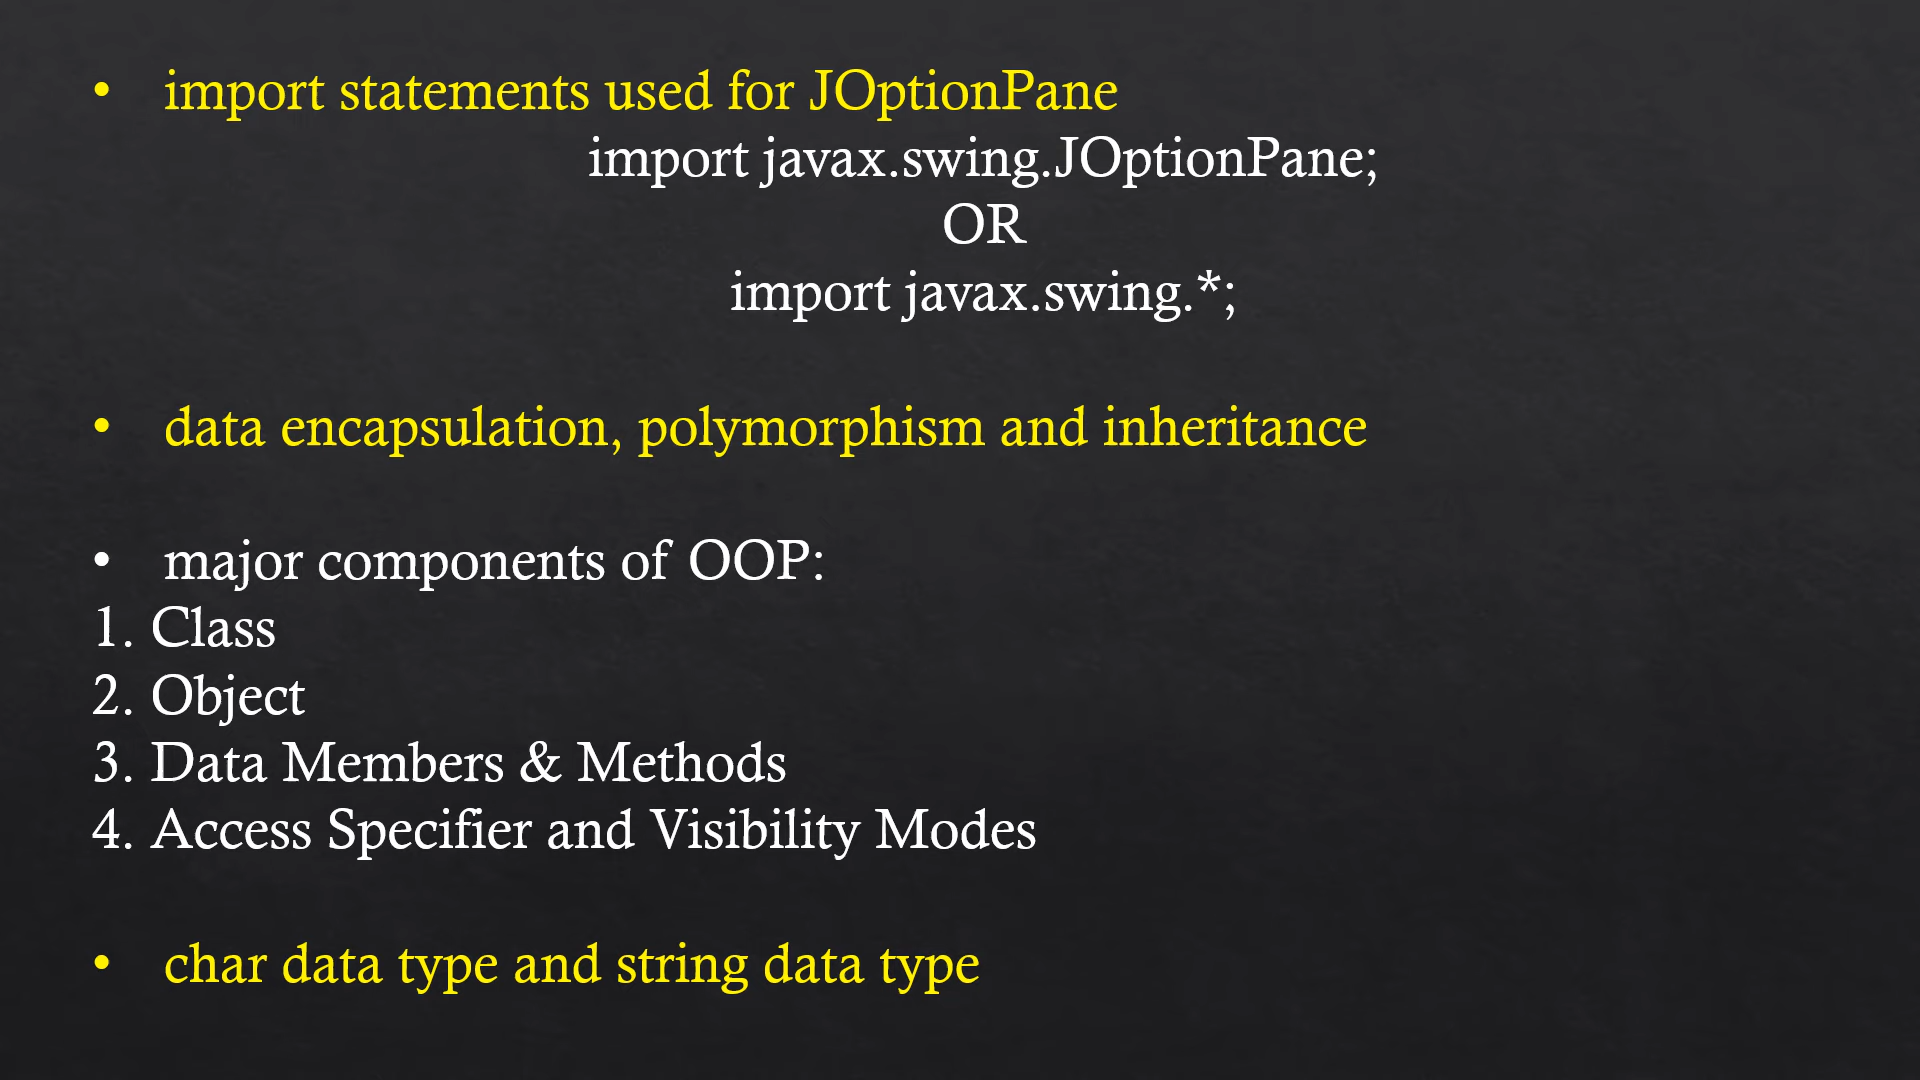 • import statements used for JOptionPane
import javax.swing.JOptionPane;
OR
import javax.swing.*;
• data encapsulation, polymorphism and inheritance
• major components of OOP:
1. Class
2. Object
3. Data Members & Methods
4. Access Specifier and Visibility Modes
• char data type and string data type